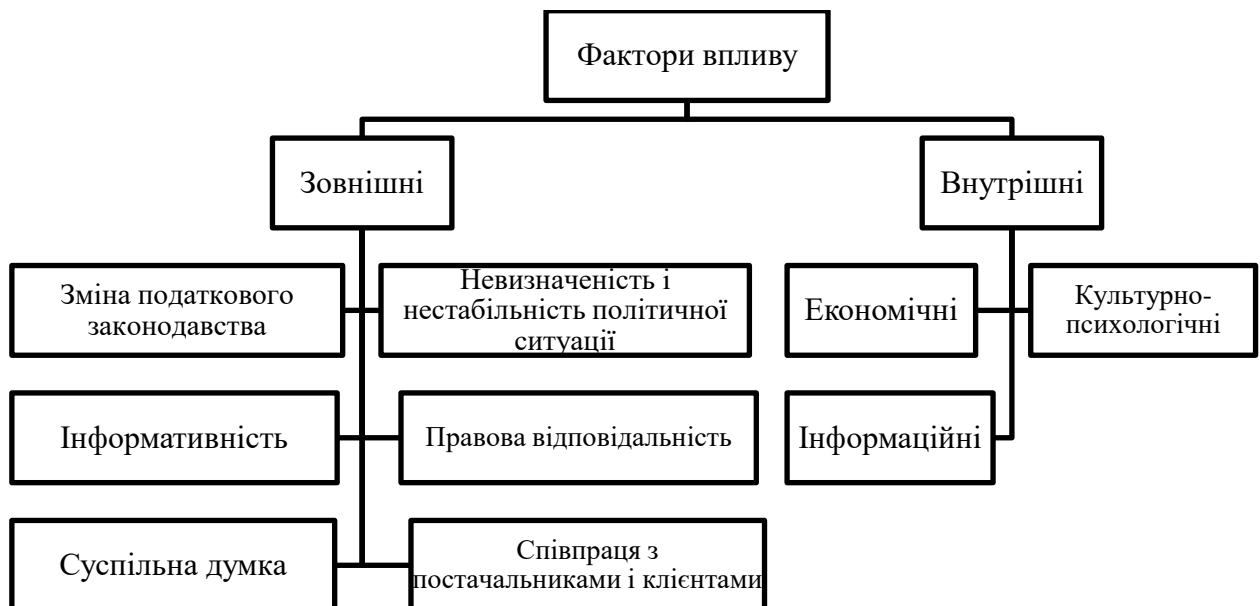 Фактори впливу
Зовнішні
Внутрішні
Зміна податкового
законодавства
Невизначеність і
нестабільність політичної
ситуації
Економічні
Культурно-
психологічні
Інформативність
Правова відповідальність
Інформаційні
Суспільна думка
Співпраця з
постачальниками і клієнтами